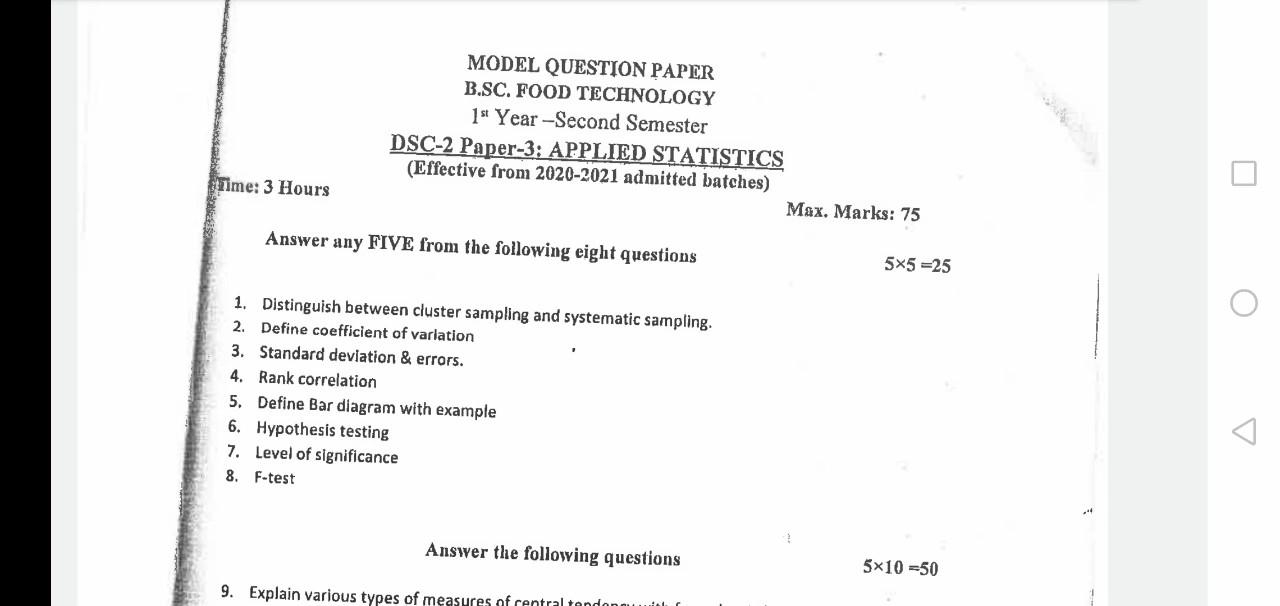 MODEL QUESTION PAPER
B.SC. FOOD TECHNOLOGY
1st Year –Second Semester
DSC-2 Paper-3: APPLIED STATISTICS
(Effective from 2020-2021 admitted batches)
Time: 3 Hours
Max. Marks: 75
Answer any FIVE from the following eight questions
5×5 =25
1. Distinguish between cluster sampling and systematic sampling.
2. Define coefficient of variation
3. Standard deviation & errors.
4. Rank correlation
5. Define Bar diagram with example
6. Hypothesis testing
7. Level of significance
8. F-test
Answer the following questions
5×10 =50
9. Explain various types of measures of central tendency with